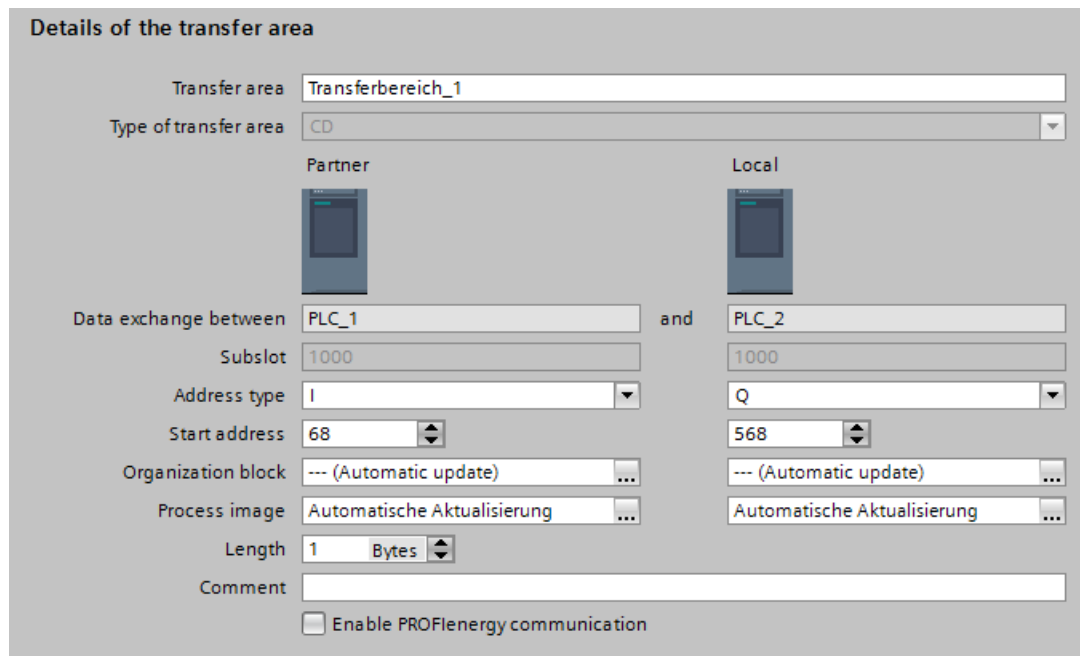 Details of the transfer area
Transfer area Transferbereich_1
Type of transfer area CD
Partner Local
Data exchange between PLC_1 and PLC_2
Subslot 1000 1000
Address type I Q
Start address 68 568
Organization block --- (Automatic update) ... --- (Automatic update) ...
Process image Automatische Aktualisierung ... Automatische Aktualisierung ...
Length 1 Bytes
Comment
Enable PROFIenergy communication